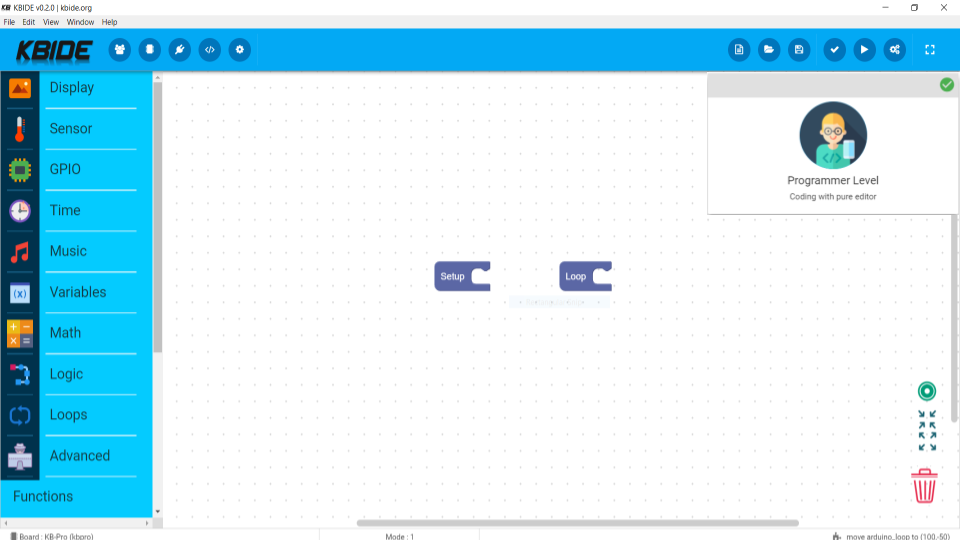 KB KBIDE v0.2.0 | kbide.org
File Edit View Window Help
KBIDE
Display
Sensor
GPIO
Time
Music
Variables
Math
Logic
Loops
Advanced
Functions
Setup
Loop
Programmer Level
Coding with pure editor
Board : KB-Pro (kbpro)
Mode : 1
move arduino_loop to (100,-50)